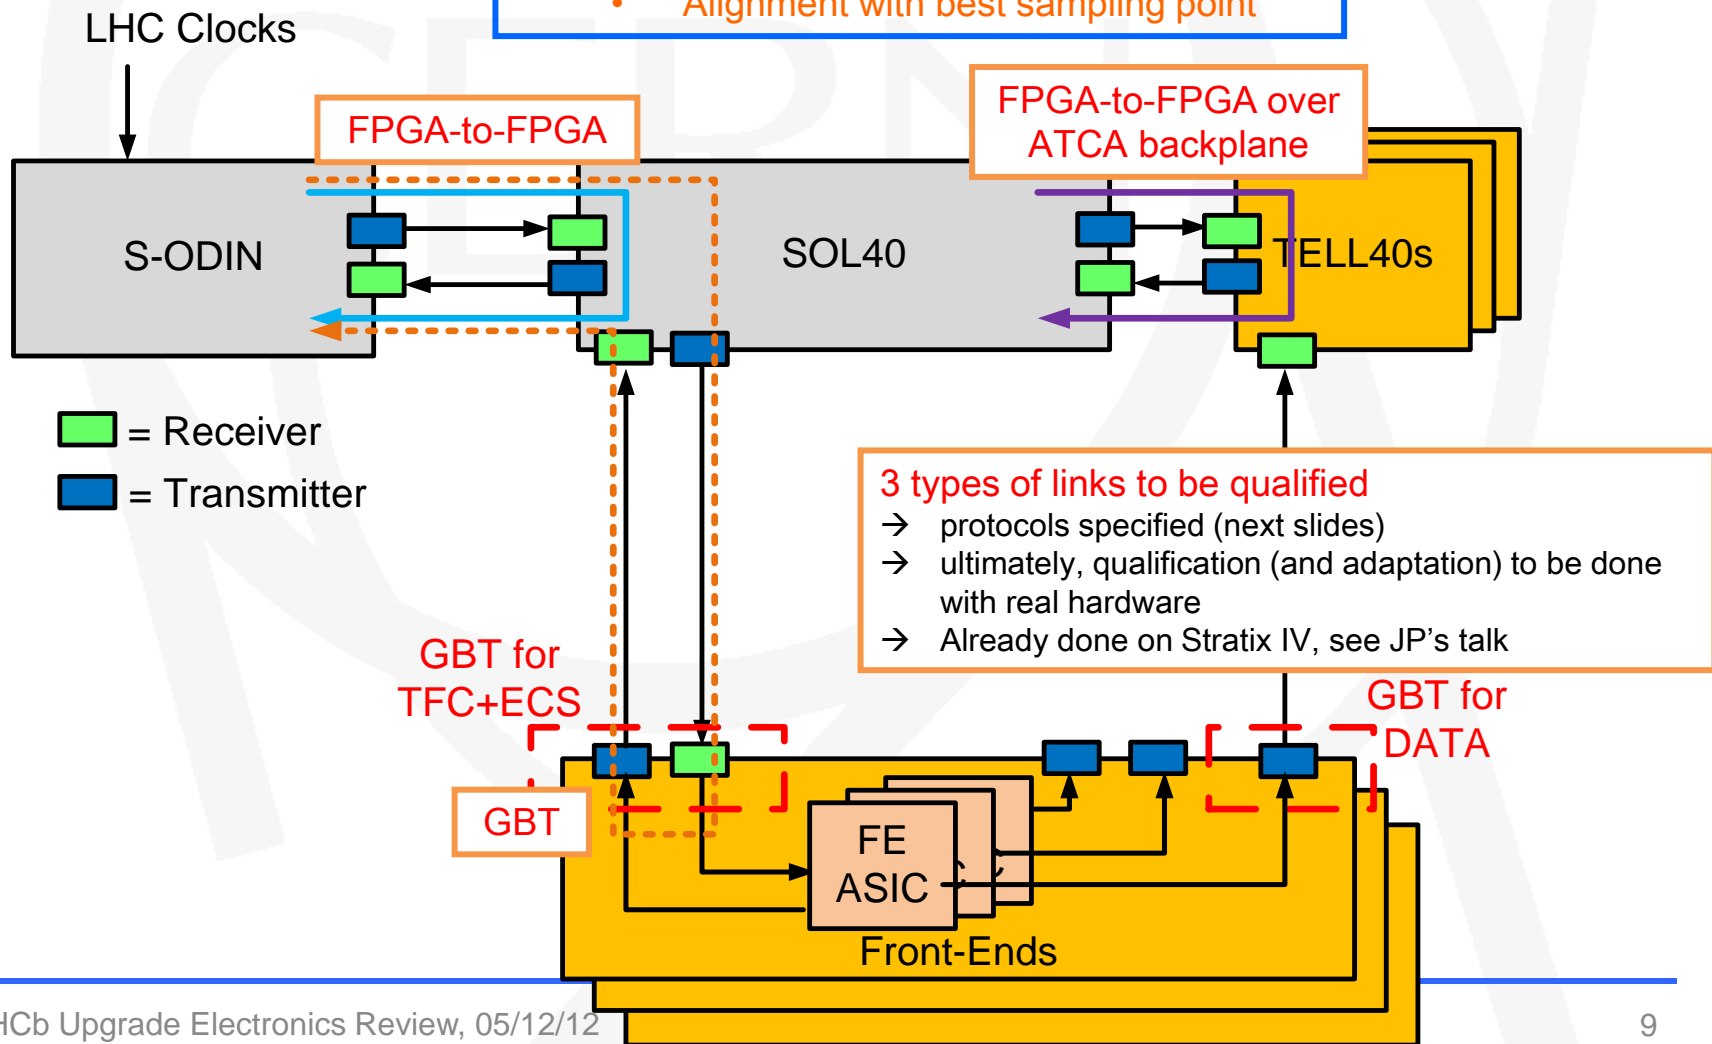 • Alignment with best sampling point
LHC Clocks
FPGA-to-FPGA
FPGA-to-FPGA over
ATCA backplane
S-ODIN
SOL40
TELL40s
= Receiver
= Transmitter
3 types of links to be qualified
→ protocols specified (next slides)
→ ultimately, qualification (and adaptation) to be done
with real hardware
→ Already done on Stratix IV, see JP's talk
GBT for
TFC+ECS
GBT for
DATA
GBT
FE
ASIC
Front-Ends
HCb Upgrade Electronics Review, 05/12/12
9